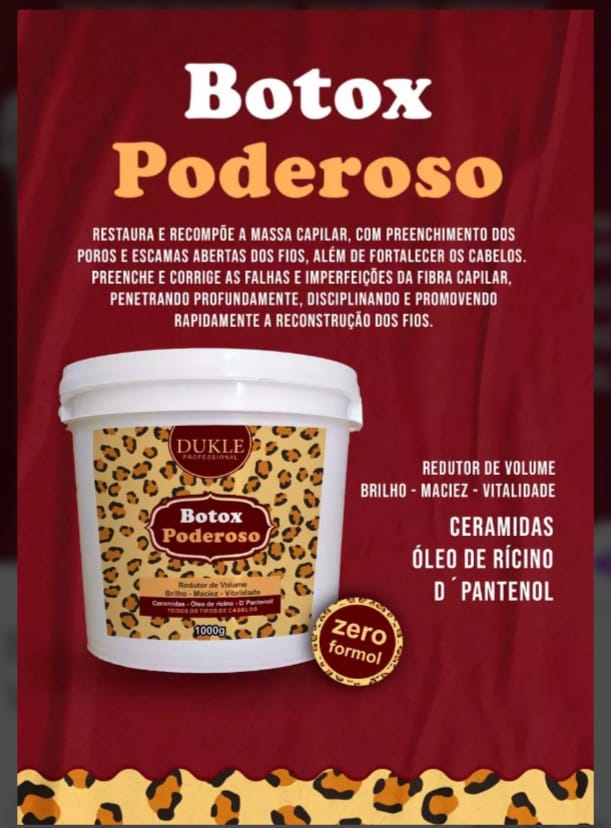 Botox
Poderoso
RESTAURA E RECOMPÕE A MASSA CAPILAR, COM PREENCHIMENTO DOS
POROS E ESCAMAS ABERTAS DOS FIOS, ALÉM DE FORTALECER OS CABELOS.
PREENCHE E CORRIGE AS FALHAS E IMPERFEIÇÕES DA FIBRA CAPILAR,
PENETRANDO PROFUNDAMENTE, DISCIPLINANDO E PROMOVENDO
RAPIDAMENTE A RECONSTRUÇÃO DOS FIOS.
DUKLE
PROFESSIONAL
Botox
Poderoso
Redutor de Volume
Brilho - Maciez - Vitalidade
Ceramidas - Óleo de rícino - D' Pantenol
TODOS OS TIPOS DE CABELOS
1000g
REDUTOR DE VOLUME
BRILHO - MACIEZ - VITALIDADE
CERAMIDAS
ÓLEO DE RÍCINO
D ´ PANTENOL
zero
formol